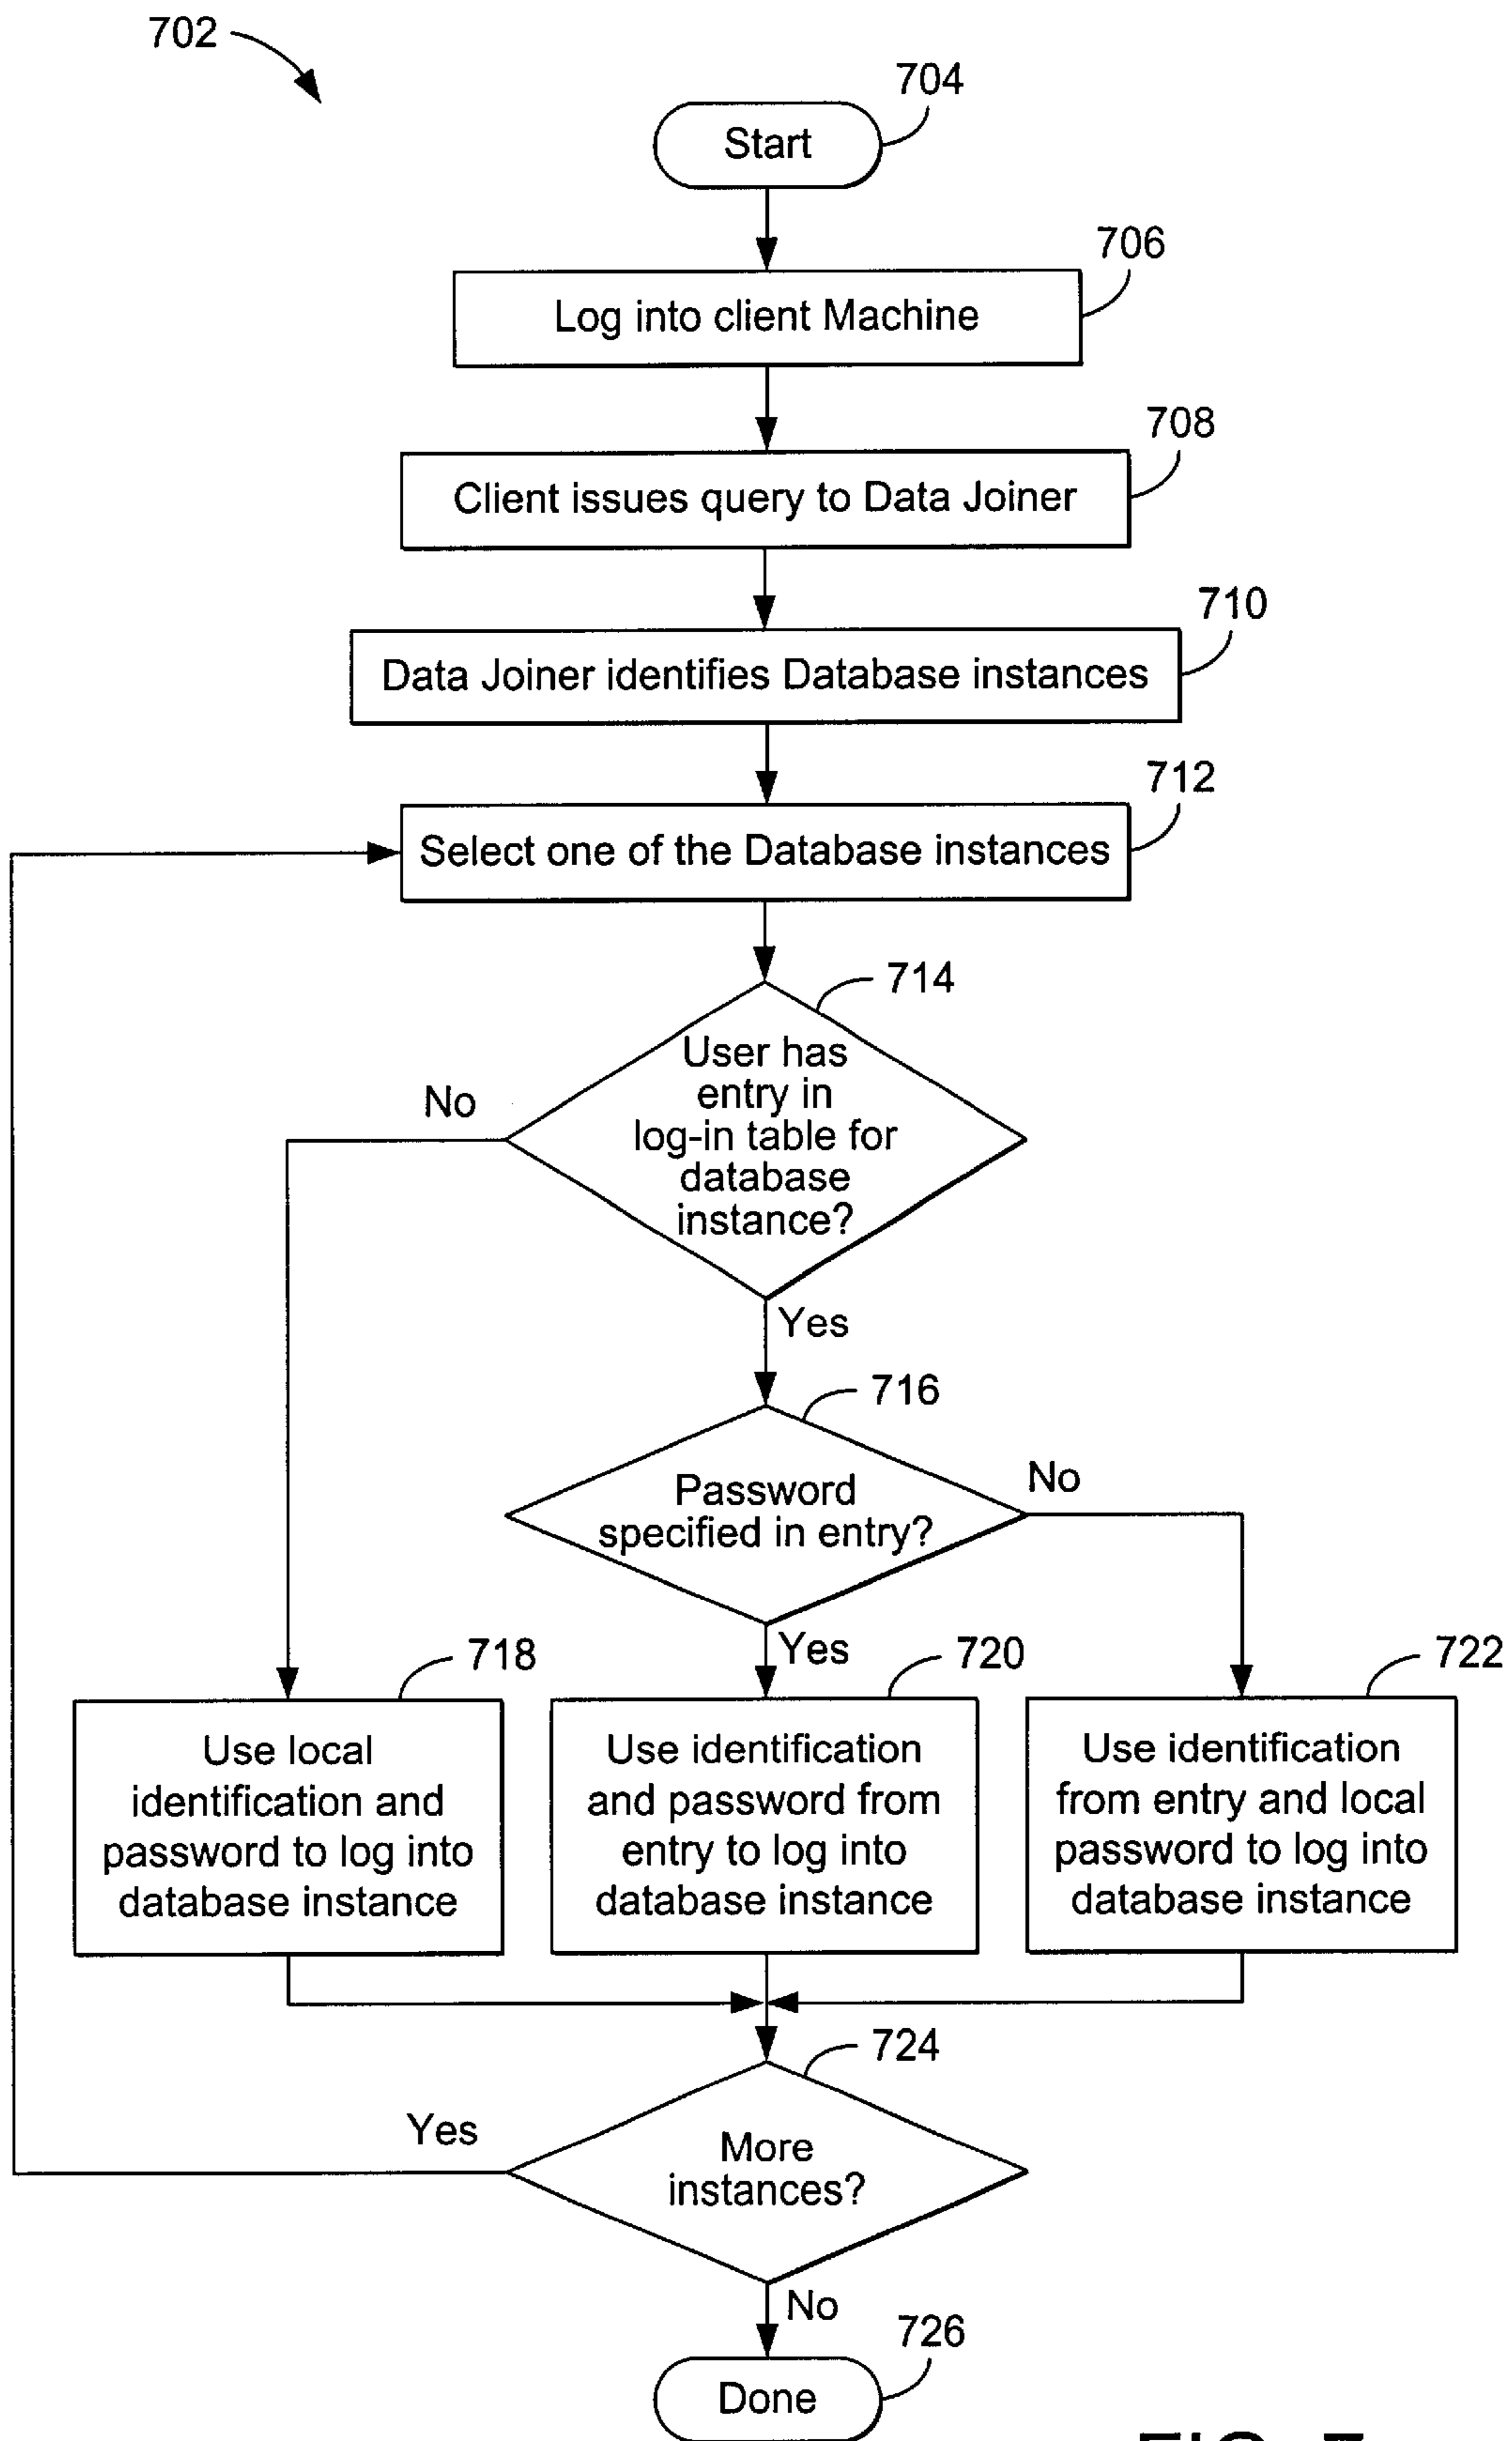 702
704
Start
706
Log into client Machine
708
Client issues query to Data Joiner
710
Data Joiner identifies Database instances
712
Select one of the Database instances
714
User has
entry in
log-in table for
database
instance?
No
Yes
716
Password
specified in entry?
No
Yes
718
Use local
identification and
password to log into
database instance
720
Use identification
and password from
entry to log into
database instance
722
Use identification
from entry and local
password to log into
database instance
724
More
instances?
Yes
No
726
Done